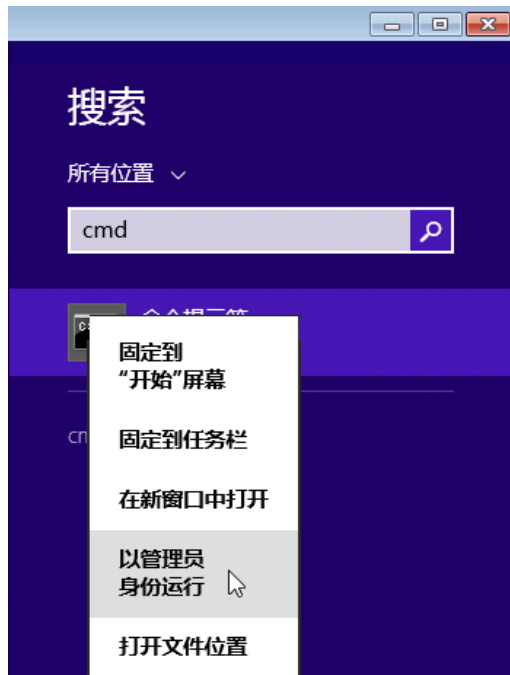 搜索
所有位置
cmd
固定到
“开始”屏幕
固定到任务栏
在新窗口中打开
以管理员
身份运行
打开文件位置